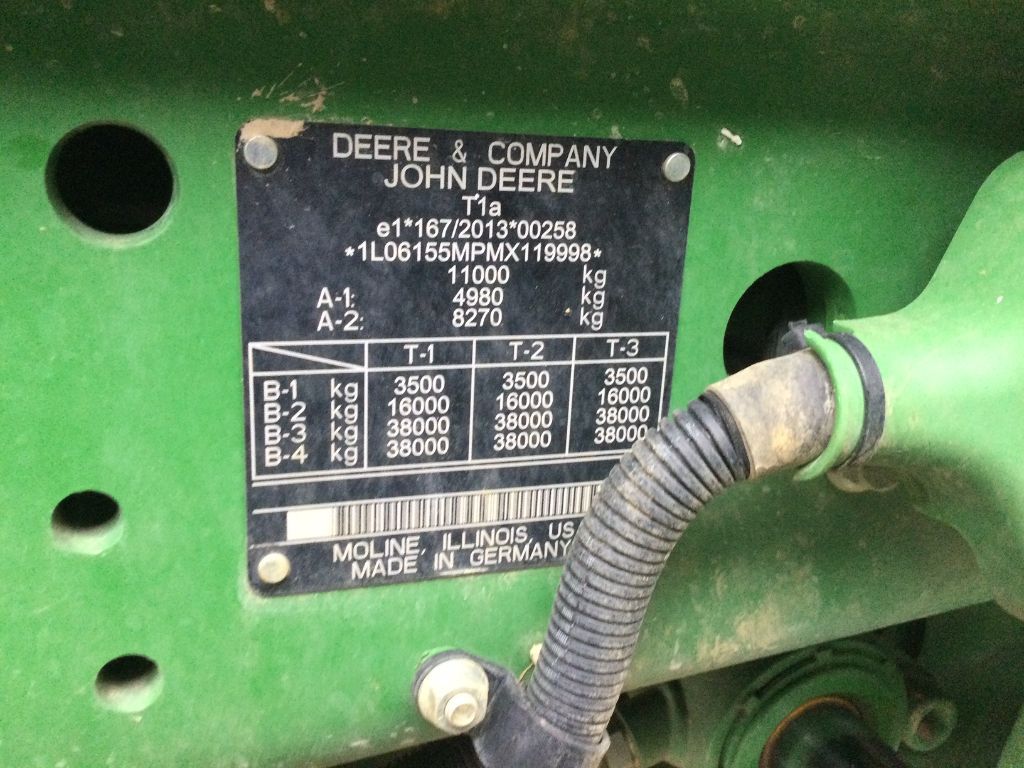 DEERE & COMPANY
JOHN DEERE
T1a
e1*167/2013*00258
*1L06155MPMX119998*
11000 kg
A-1: 4980 kg
A-2: 8270 kg
T-1 T-2 T-3
B-1 kg 3500 3500 3500
B-2 kg 16000 16000 16000
B-3 kg 38000 38000 38000
B-4 kg 38000 38000 38000
MOLINE, ILLINOIS, US
MADE IN GERMANY